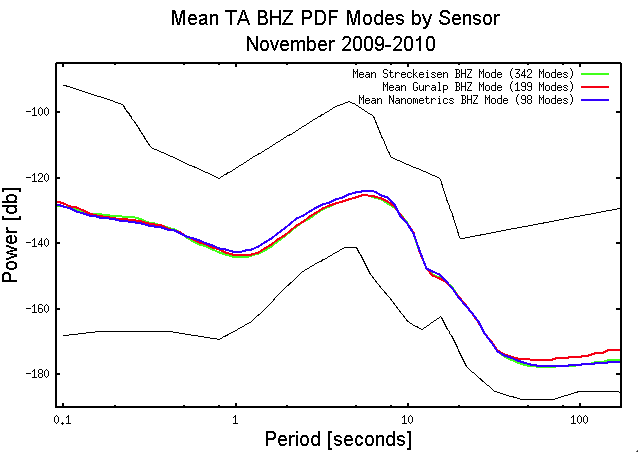 Mean TA BHZ PDF Modes by Sensor
November 2009-2010
Mean Streckeisen BHZ Mode (342 Modes)
Mean Guralp BHZ Mode (199 Modes)
Mean Nanometrics BHZ Mode (98 Modes)
Power [db]
-100
-120
-140
-160
-180
0.1 1 10 100
Period [seconds]